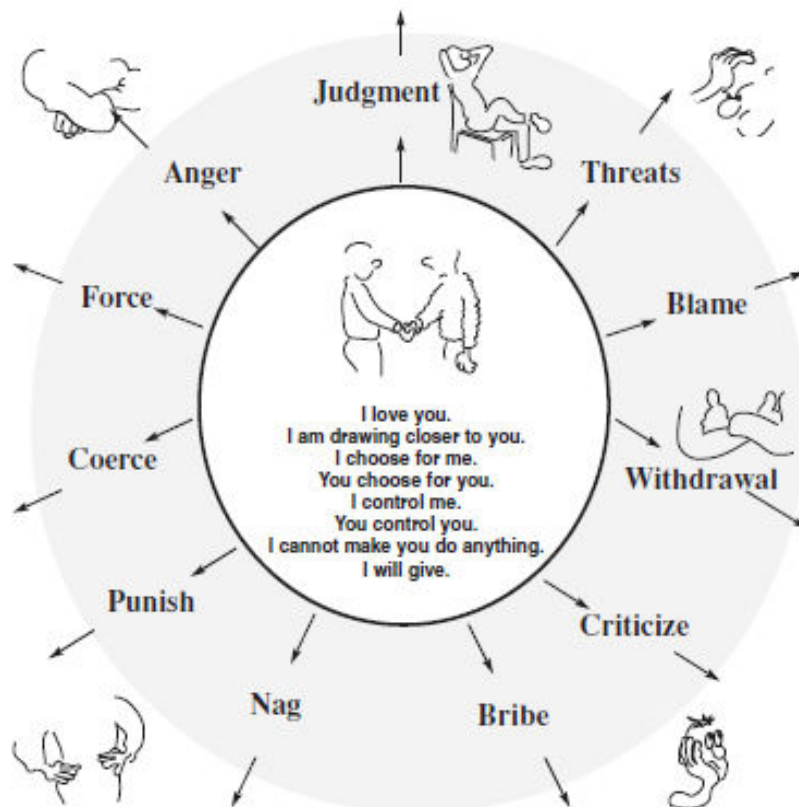 Judgment
Anger
Threats
Force
Blame
I love you.
I am drawing closer to you.
I choose for me.
You choose for you.
I control me.
You control you.
I cannot make you do anything.
I will give.
Coerce
Withdrawal
Punish
Criticize
Nag
Bribe